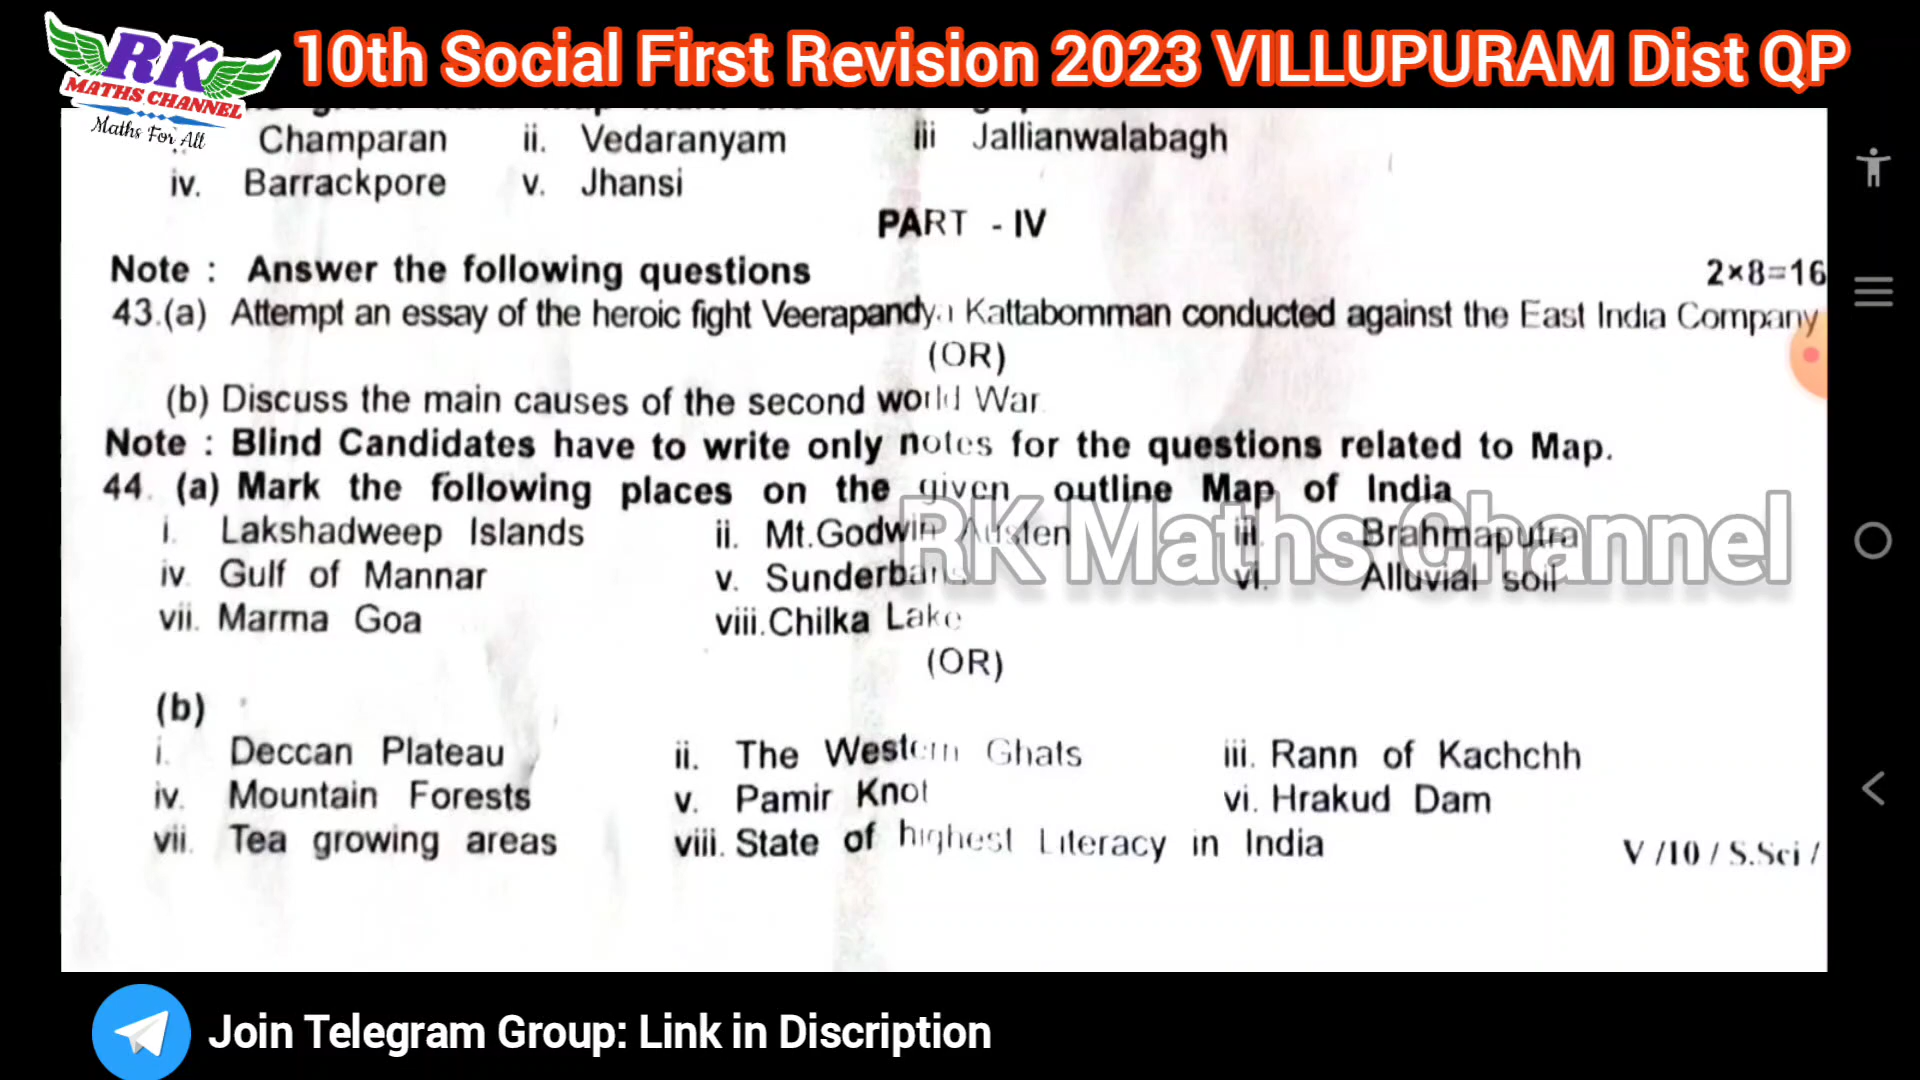 RK
MATHS CHANNEL
Maths For All
10th Social First Revision 2023 VILLUPURAM Dist QP
Champaran ii. Vedaranyam iii Jallianwalabagh
iv. Barrackpore v. Jhansi
PART - IV
Note : Answer the following questions 2×8=16
43.(a) Attempt an essay of the heroic fight Veerapandya Kattabomman conducted against the East India Company
(OR)
(b) Discuss the main causes of the second world War
Note : Blind Candidates have to write only notes for the questions related to Map.
44. (a) Mark the following places on the given outline Map of India
i. Lakshadweep Islands ii. Mt.Godwin Austen iii. Brahmaputra
RK Maths Channel
iv. Gulf of Mannar v. Sunderbans vi. Alluvial soil
vii. Marma Goa viii. Chilka Lake
(OR)
(b)
i. Deccan Plateau ii. The Western Ghats iii. Rann of Kachchh
iv. Mountain Forests v. Pamir Knot vi. Hrakud Dam
vii. Tea growing areas viii. State of highest Literacy in India
V /10 / S.Sci /
Join Telegram Group: Link in Discription